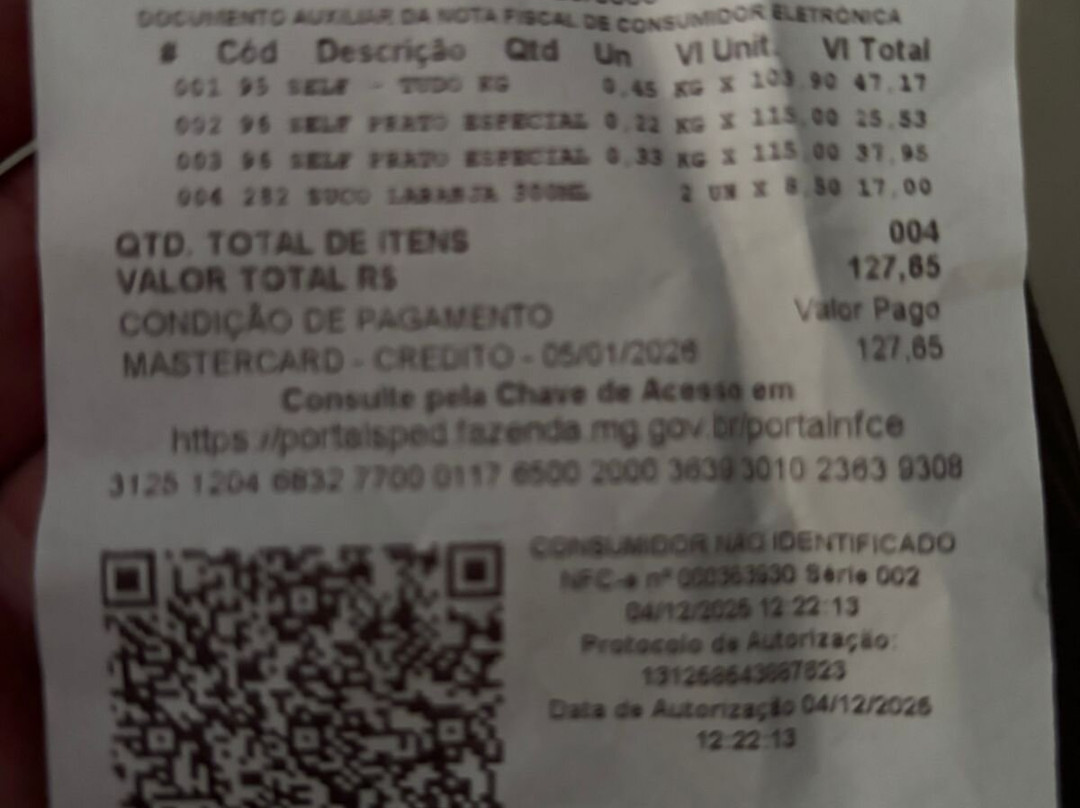 DOCUMENTO AUXILIAR DA NOTA FISCAL DE CONSUMIDOR ELETRÔNICA
# Cód Descrição Qtd Un Vl Unit. Vl Total
001 95 SELF - TUDO KG 0,45 KG X 103,90 47,17
002 96 SELF PRATO ESPECIAL 0,22 KG X 115,00 25,53
003 96 SELF PRATO ESPECIAL 0,33 KG X 115,00 37,95
004 282 SUCO LARANJA 300ML 2 UN X 8,50 17,00
QTD. TOTAL DE ITENS 004
VALOR TOTAL R$ 127,65
CONDIÇÃO DE PAGAMENTO Valor Pago
MASTERCARD - CREDITO - 05/01/2026 127,65
Consulte pela Chave de Acesso em
https://portalsped.fazenda.mg.gov.br/portalnfce
3125 1204 6832 7700 0117 6500 2000 3639 3010 2363 9308
CONSUMIDOR NÃO IDENTIFICADO
NFC-e nº 000363930 Série 002
04/12/2025 12:22:13
Protocolo de Autorização:
Data de Autorização 04/12/2025
12:22:13